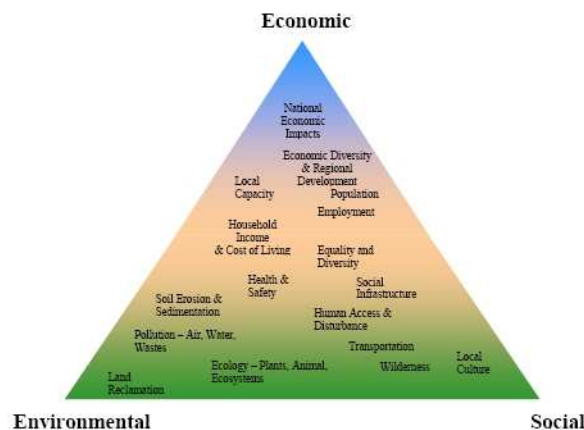 Economic
National
Economic
Impacts
Economic Diversity
& Regional
Development
Local
Capacity
Population
Employment
Household
Income
& Cost of Living
Equality and
Diversity
Health &
Safety
Social
Infrastructure
Soil Erosion &
Sedimentation
Human Access &
Disturbance
Pollution – Air, Water,
Wastes
Transportation
Local
Culture
Ecology – Plants, Animal,
Ecosystems
Wilderness
Land
Reclamation
Environmental
Social